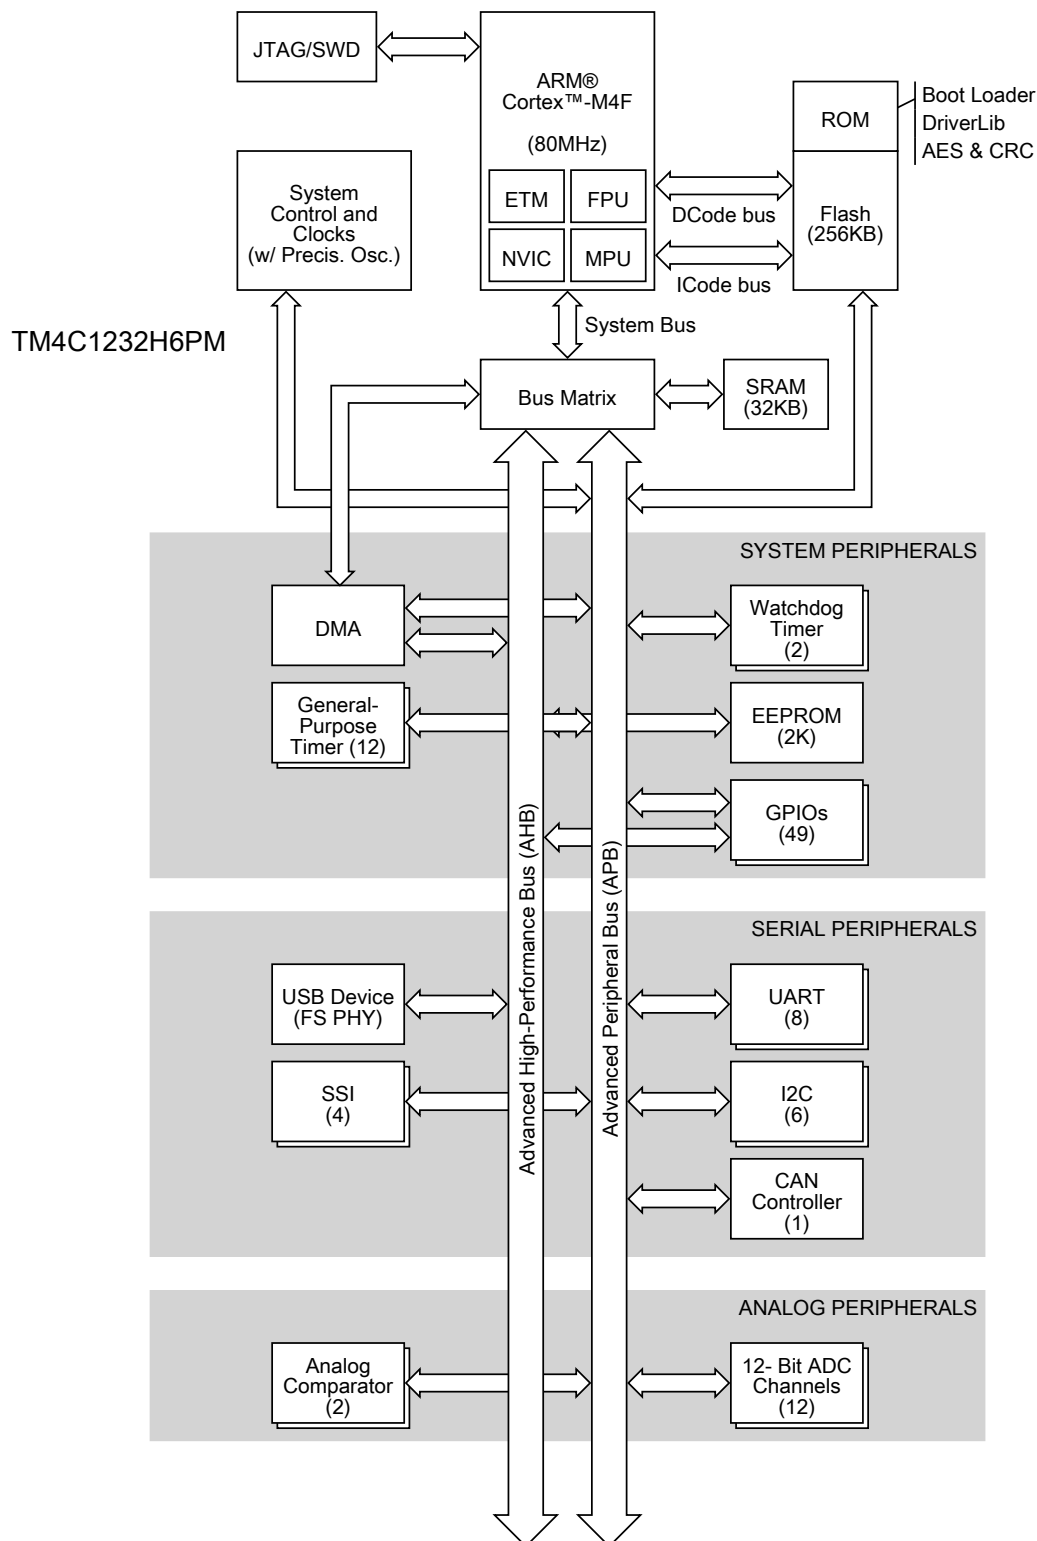 JTAG/SWD
ARM®
Cortex™-M4F
(80MHz)
ETM
FPU
NVIC
MPU
ROM
Boot Loader
DriverLib
AES & CRC
Flash
(256KB)
DCode bus
ICode bus
System
Control and
Clocks
(w/ Precis. Osc.)
TM4C1232H6PM
System Bus
Bus Matrix
SRAM
(32KB)
SYSTEM PERIPHERALS
DMA
Watchdog
Timer
(2)
General-
Purpose
Timer (12)
EEPROM
(2K)
GPIOs
(49)
Advanced High-Performance Bus (AHB)
Advanced Peripheral Bus (APB)
SERIAL PERIPHERALS
USB Device
(FS PHY)
UART
(8)
SSI
(4)
I2C
(6)
CAN
Controller
(1)
ANALOG PERIPHERALS
Analog
Comparator
(2)
12- Bit ADC
Channels
(12)